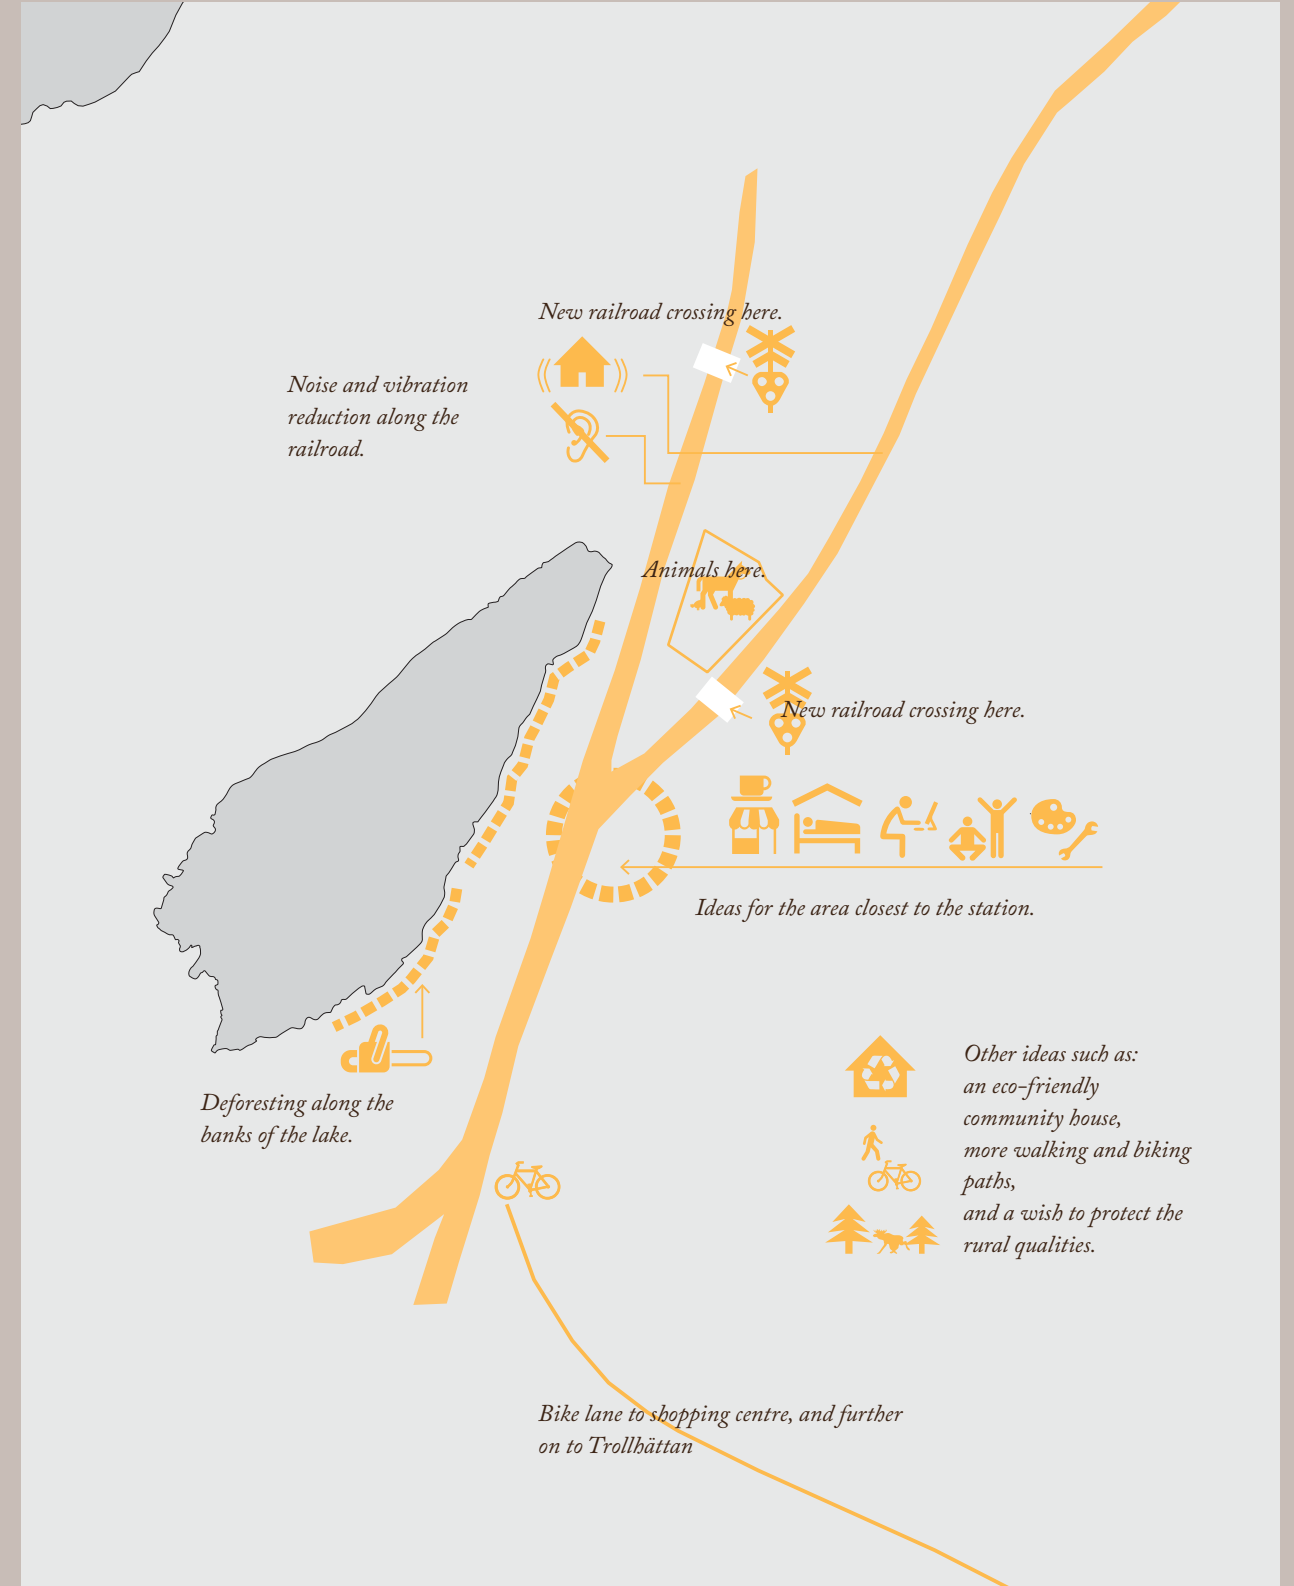 New railroad crossing here.
Noise and vibration
reduction along the
railroad.
Animals here.
New railroad crossing here.
Ideas for the area closest to the station.
Other ideas such as:
an eco-friendly
community house,
more walking and biking
paths,
and a wish to protect the
rural qualities.
Deforesting along the
banks of the lake.
Bike lane to shopping centre, and further
on to Trollhättan